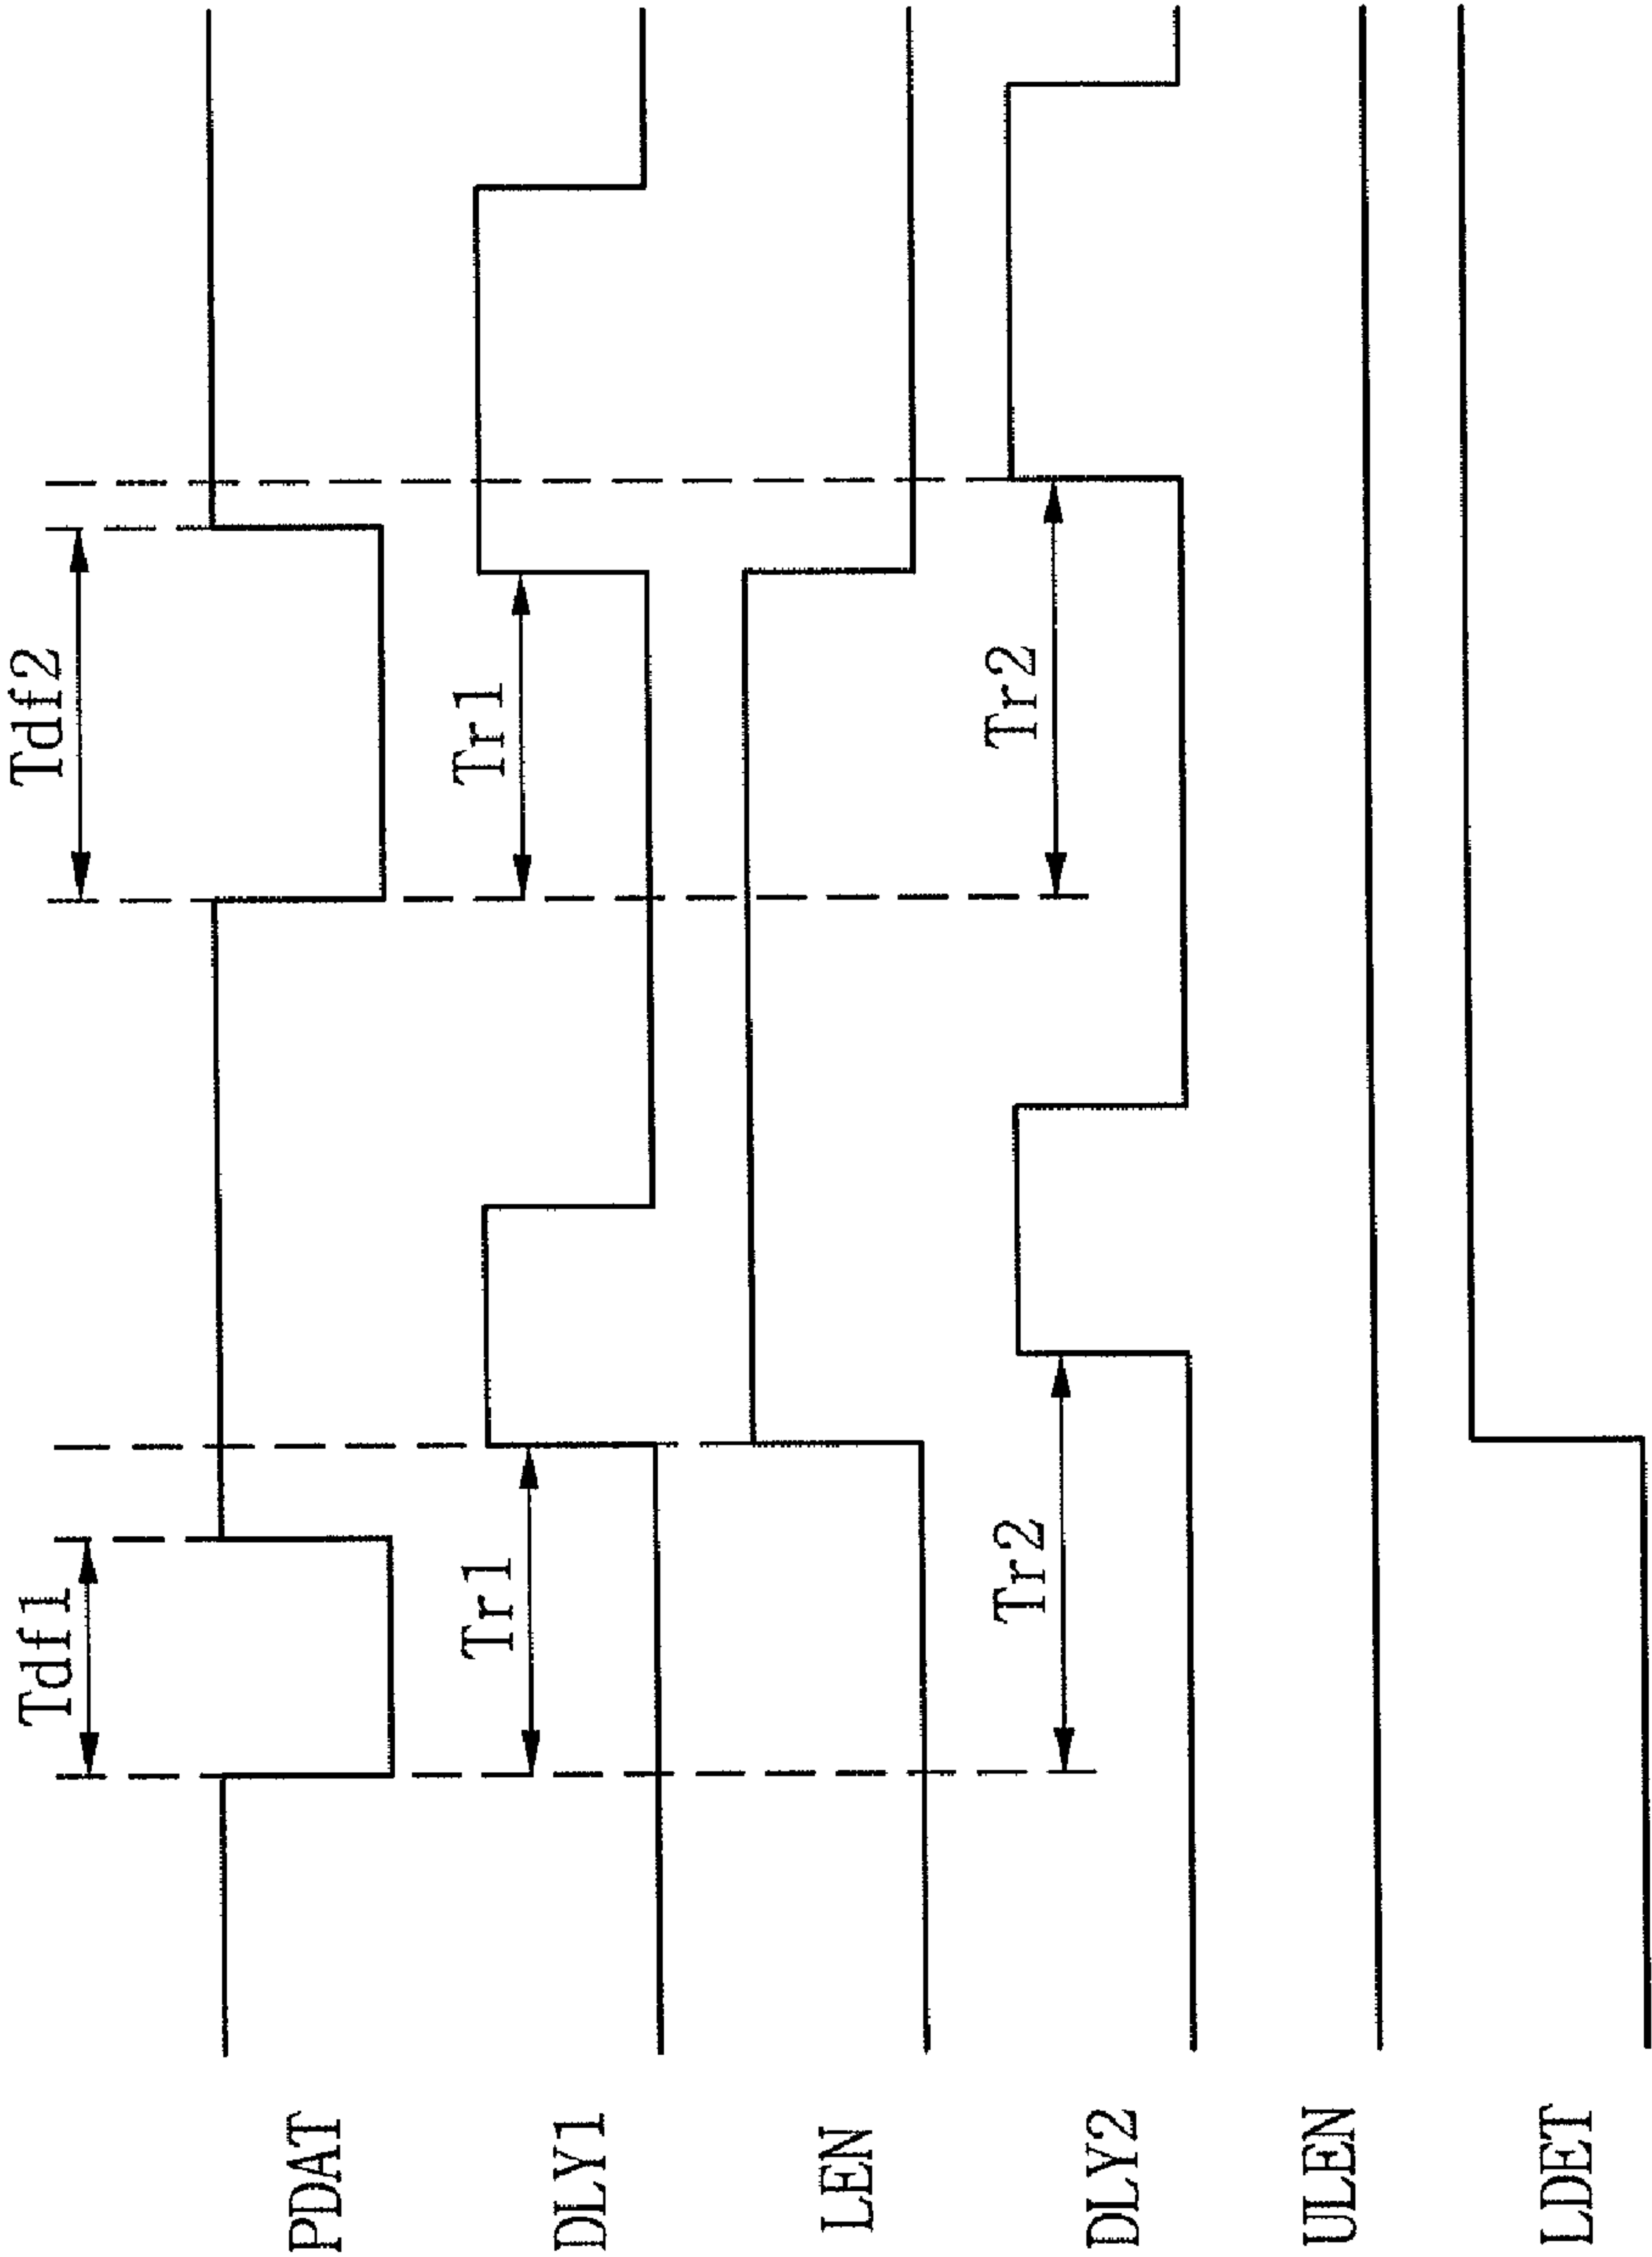 Tdf1
Tdf2
PDAT
Tr1
Tr1
DLY1
LEN
Tr2
Tr2
DLY2
ULEN
LDET